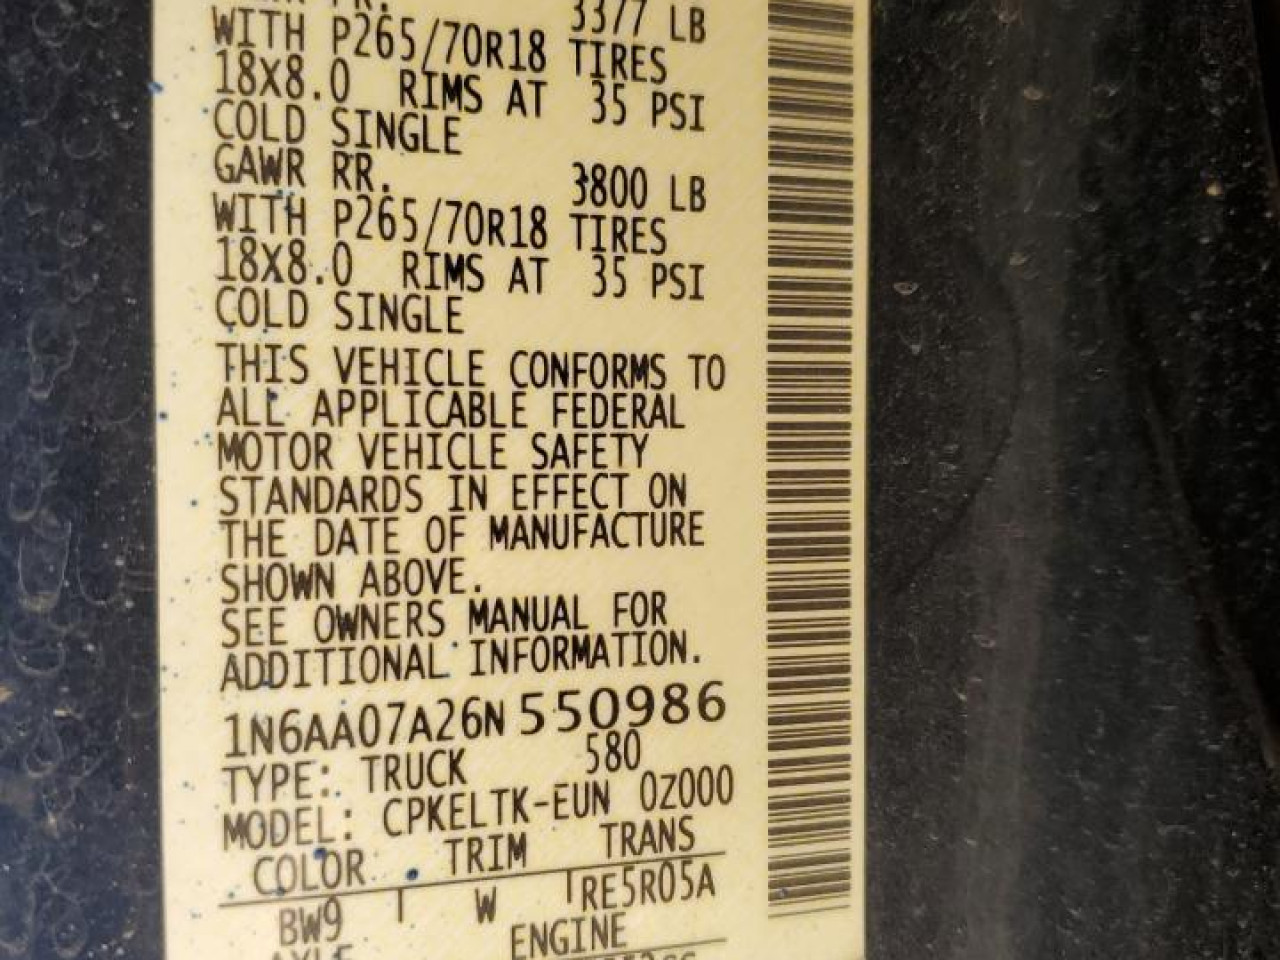 3377 LB
WITH P265/70R18 TIRES
18X8.0 RIMS AT 35 PSI
COLD SINGLE
GAWR RR. 3800 LB
WITH P265/70R18 TIRES
18X8.0 RIMS AT 35 PSI
COLD SINGLE
THIS VEHICLE CONFORMS TO
ALL APPLICABLE FEDERAL
MOTOR VEHICLE SAFETY
STANDARDS IN EFFECT ON
THE DATE OF MANUFACTURE
SHOWN ABOVE.
SEE OWNERS MANUAL FOR
ADDITIONAL INFORMATION.
1N6AA07A26N550986
TYPE: TRUCK 580
MODEL: CPKELTK-EUN 0Z000
COLOR TRIM TRANS
BW9 W RE5R05A
AXLE ENGINE